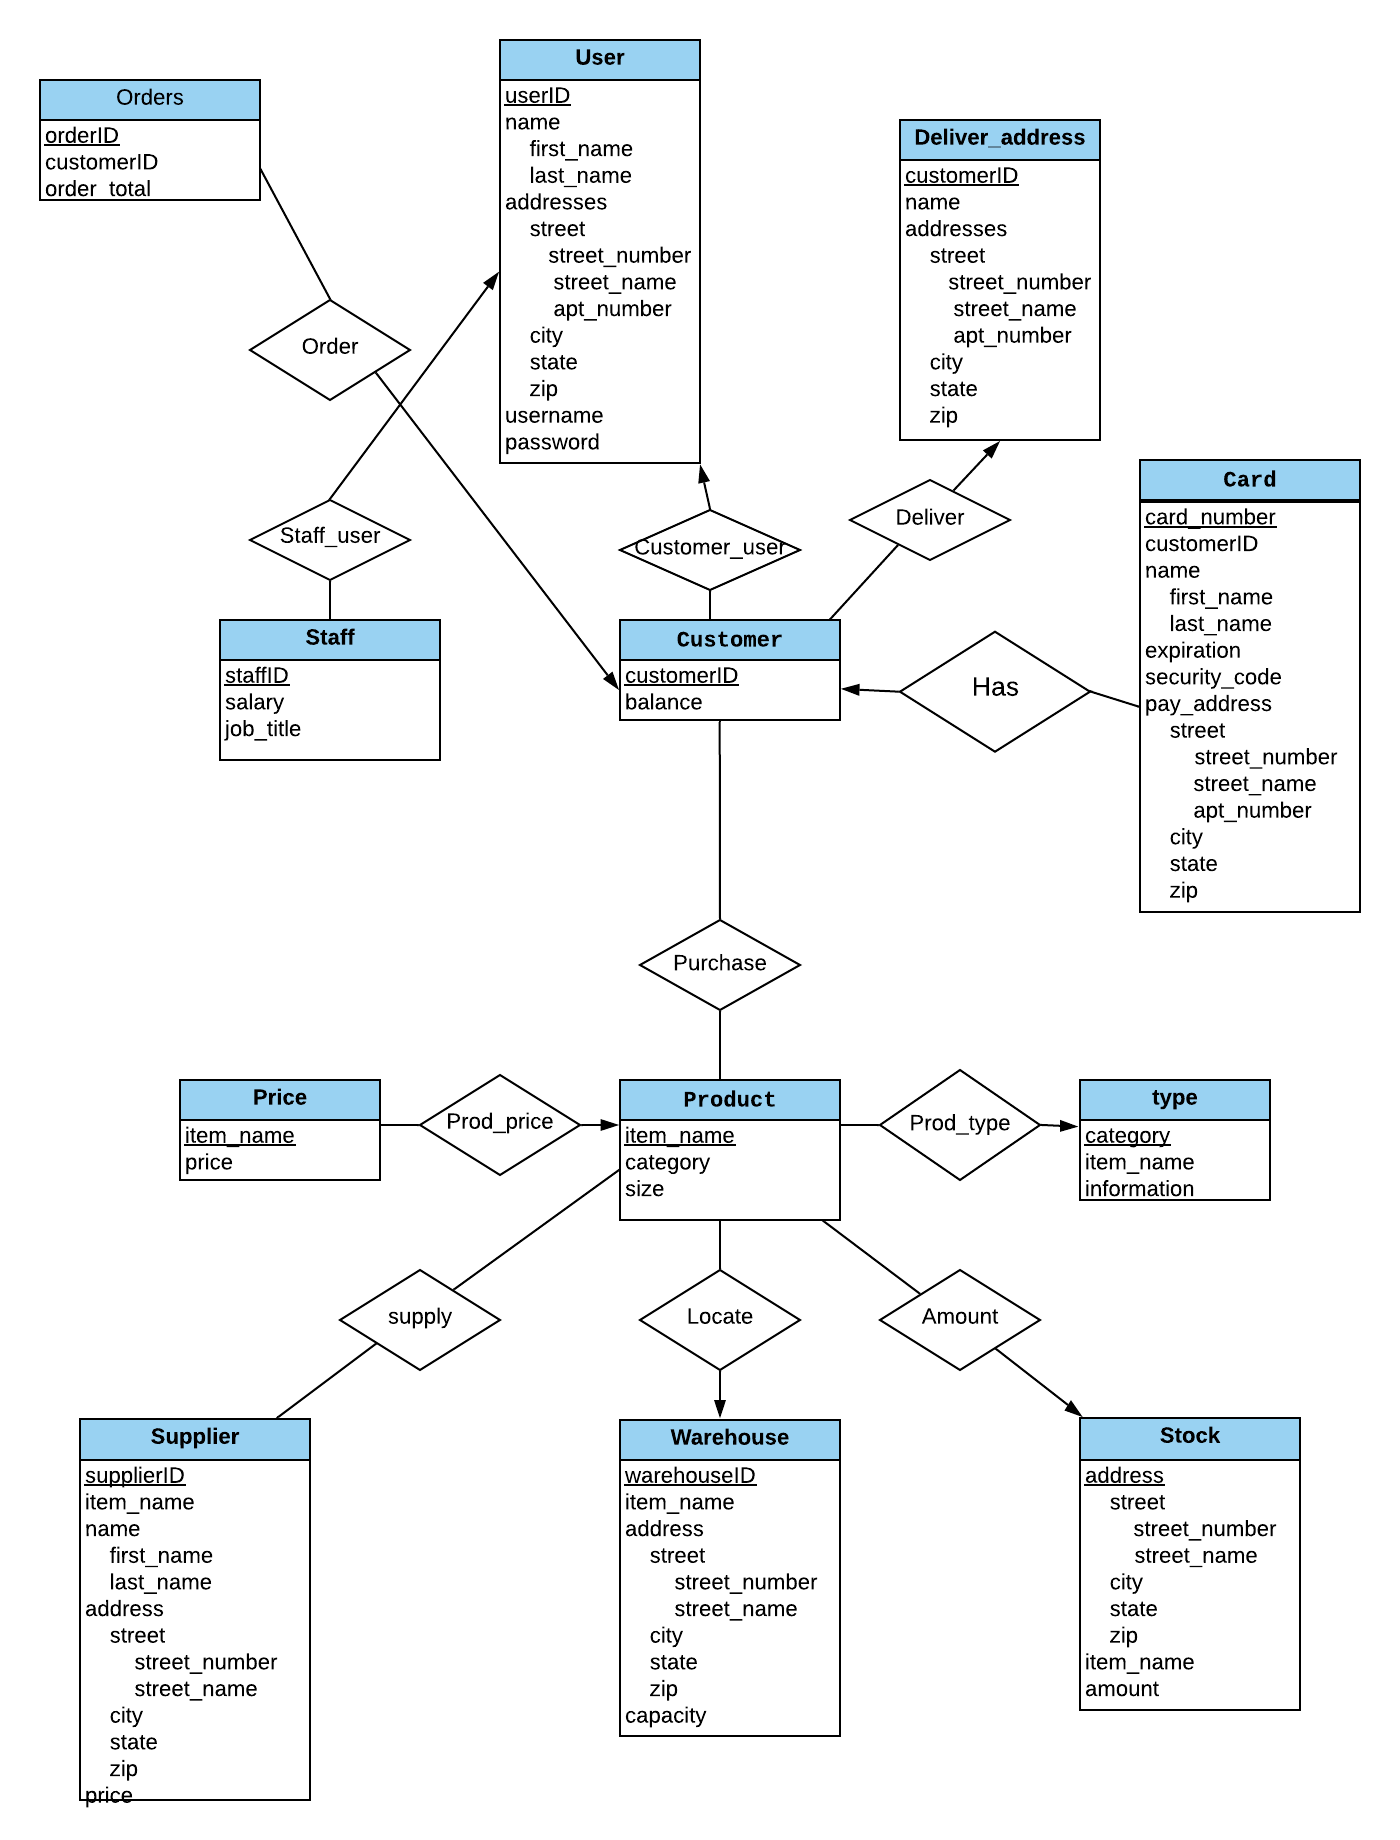 Orders
orderID
customerID
order_total
User
userID
name
first_name
last_name
addresses
street
street_number
street_name
apt_number
city
state
zip
username
password
Deliver_address
customerID
name
addresses
street
street_number
street_name
apt_number
city
state
zip
Order
Staff_user
Customer_user
Deliver
Card
card_number
customerID
name
first_name
last_name
expiration
security_code
pay_address
street
street_number
street_name
apt_number
city
state
zip
Staff
staffID
salary
job_title
Customer
customerID
balance
Has
Purchase
Price
item_name
price
Prod_price
Product
item_name
category
size
Prod_type
type
category
item_name
information
supply
Locate
Amount
Supplier
supplierID
item_name
name
first_name
last_name
address
street
street_number
street_name
city
state
zip
price
Warehouse
warehouseID
item_name
address
street
street_number
street_name
city
state
zip
capacity
Stock
address
street
street_number
street_name
city
state
zip
item_name
amount